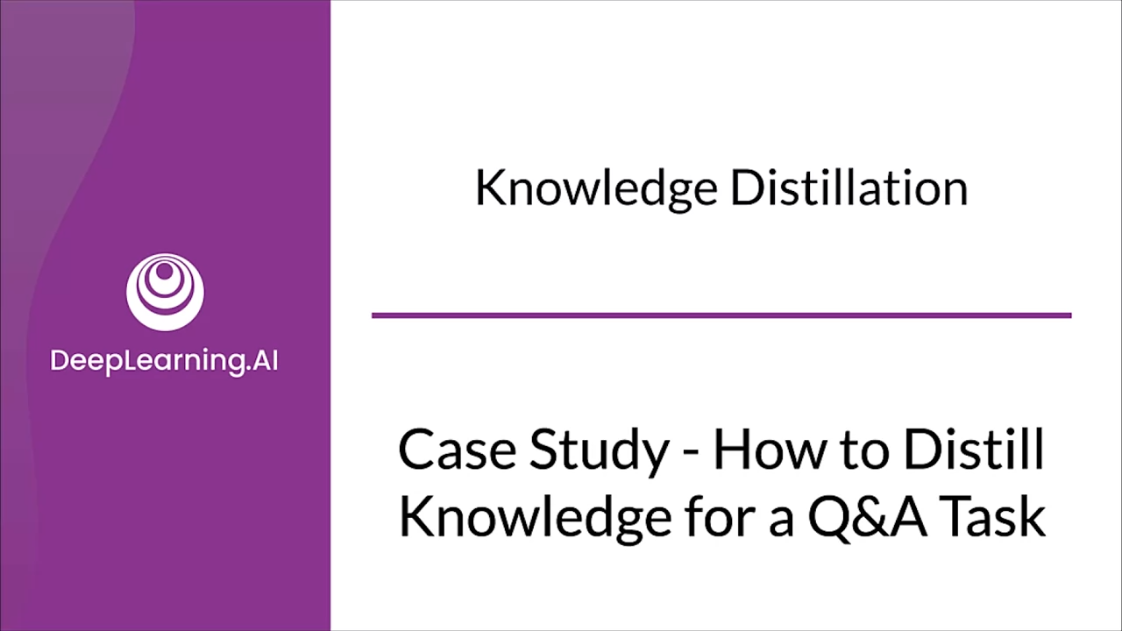 DeepLearning.AI
Knowledge Distillation
Case Study - How to Distill
Knowledge for a Q&A Task